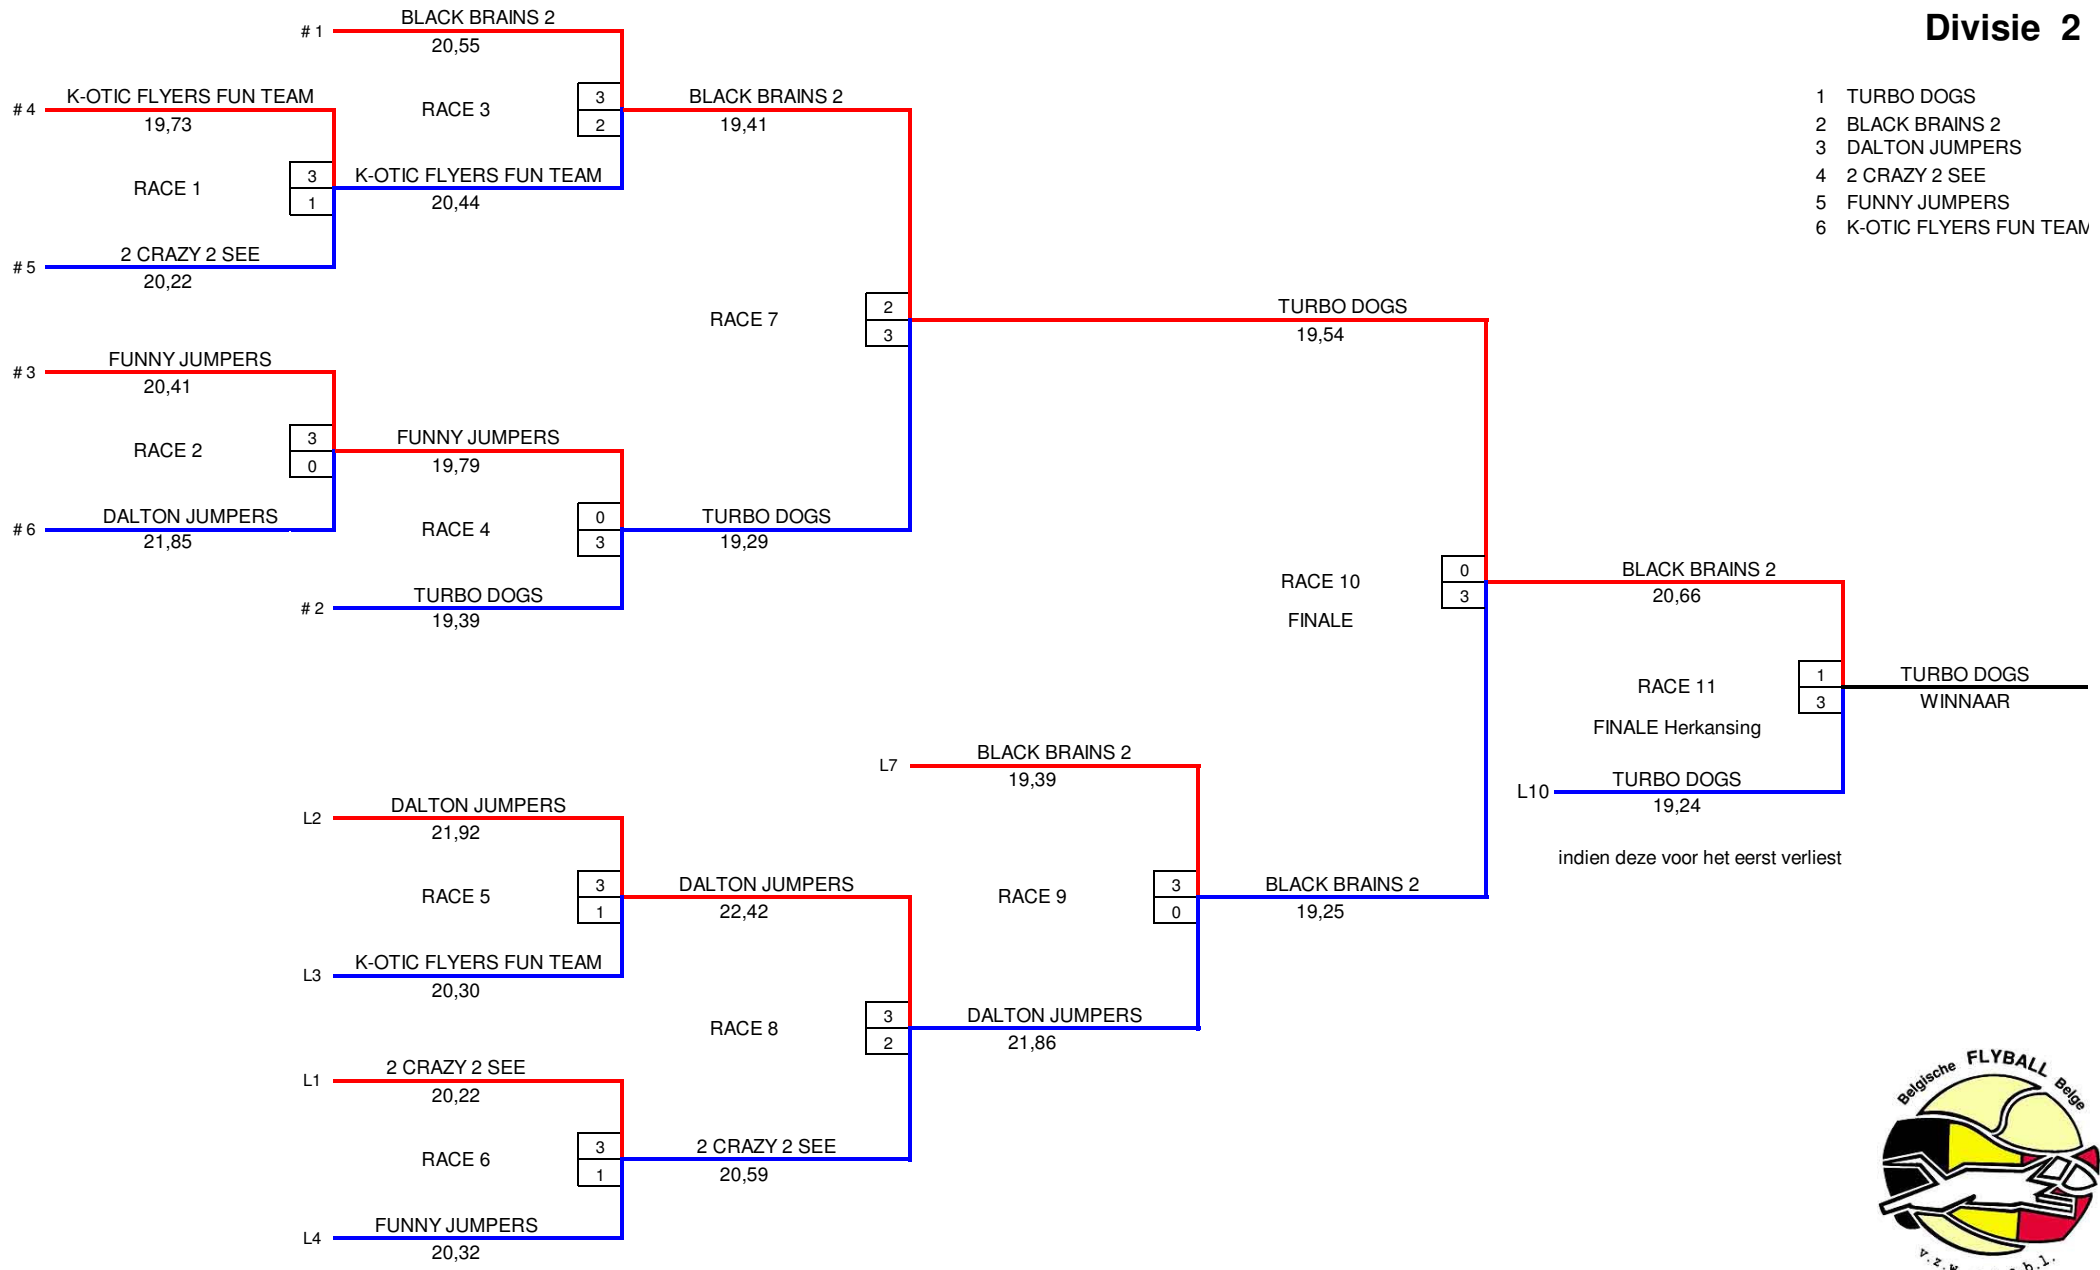 Divisie 2
1 TURBO DOGS
2 BLACK BRAINS 2
3 DALTON JUMPERS
4 2 CRAZY 2 SEE
5 FUNNY JUMPERS
6 K-OTIC FLYERS FUN TEAM
# 1 BLACK BRAINS 2
20,55
# 4 K-OTIC FLYERS FUN TEAM
19,73
RACE 3
3
2
BLACK BRAINS 2
19,41
RACE 1
3
1
K-OTIC FLYERS FUN TEAM
20,44
# 5 2 CRAZY 2 SEE
20,22
RACE 7
2
3
TURBO DOGS
19,54
# 3 FUNNY JUMPERS
20,41
RACE 2
3
0
FUNNY JUMPERS
19,79
# 6 DALTON JUMPERS
21,85
RACE 4
0
3
TURBO DOGS
19,29
# 2 TURBO DOGS
19,39
RACE 10
FINALE
0
3
BLACK BRAINS 2
20,66
RACE 11
FINALE Herkansing
1
3
TURBO DOGS
WINNAAR
L10 TURBO DOGS
19,24
indien deze voor het eerst verliest
L7 BLACK BRAINS 2
19,39
L2 DALTON JUMPERS
21,92
RACE 5
3
1
DALTON JUMPERS
22,42
RACE 9
3
0
BLACK BRAINS 2
19,25
L3 K-OTIC FLYERS FUN TEAM
20,30
RACE 8
3
2
DALTON JUMPERS
21,86
L1 2 CRAZY 2 SEE
20,22
RACE 6
3
1
2 CRAZY 2 SEE
20,59
L4 FUNNY JUMPERS
20,32
Belgische FLYBALL Belge
v.z.w.